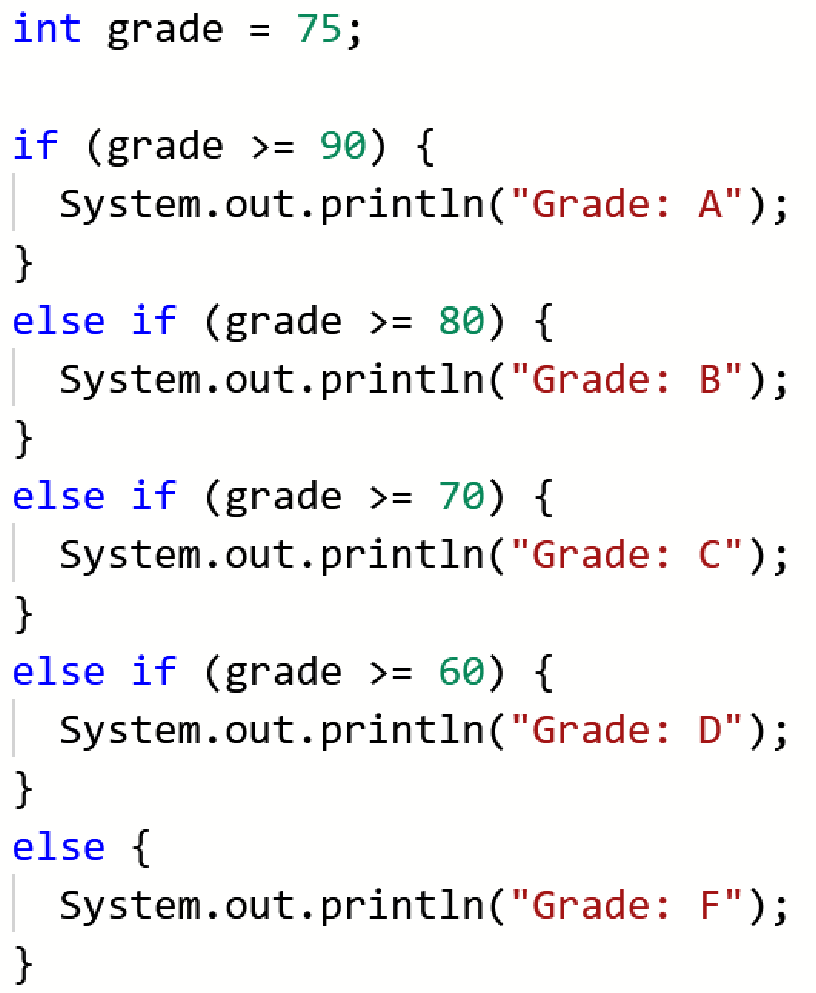 int grade = 75;

if (grade >= 90) {
  System.out.println("Grade: A");
}
else if (grade >= 80) {
  System.out.println("Grade: B");
}
else if (grade >= 70) {
  System.out.println("Grade: C");
}
else if (grade >= 60) {
  System.out.println("Grade: D");
}
else {
  System.out.println("Grade: F");
}